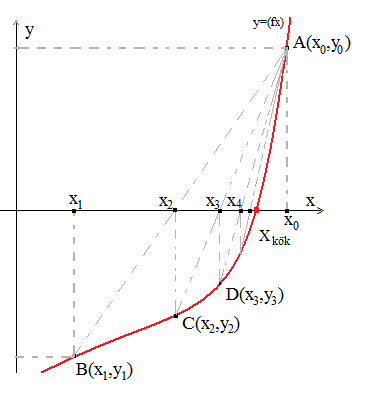 y=(fx)
y
A(x₀,y₀)
x₁
x₂
x₃
x₄
x
x₀
Xkök
D(x₃,y₃)
C(x₂,y₂)
B(x₁,y₁)